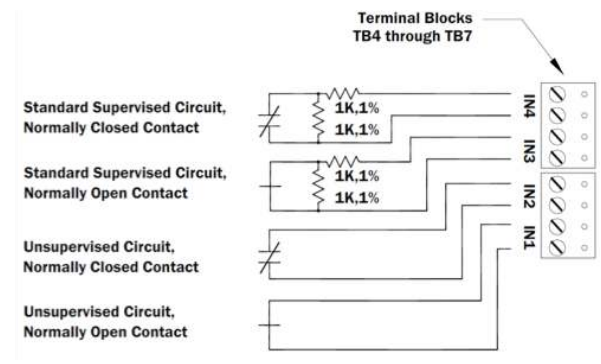 Terminal Blocks
TB4 through TB7
Standard Supervised Circuit,
Normally Closed Contact
1K,1%
1K,1%
IN4
Standard Supervised Circuit,
Normally Open Contact
1K,1%
1K,1%
IN3
Unsupervised Circuit,
Normally Closed Contact
IN2
Unsupervised Circuit,
Normally Open Contact
IN1